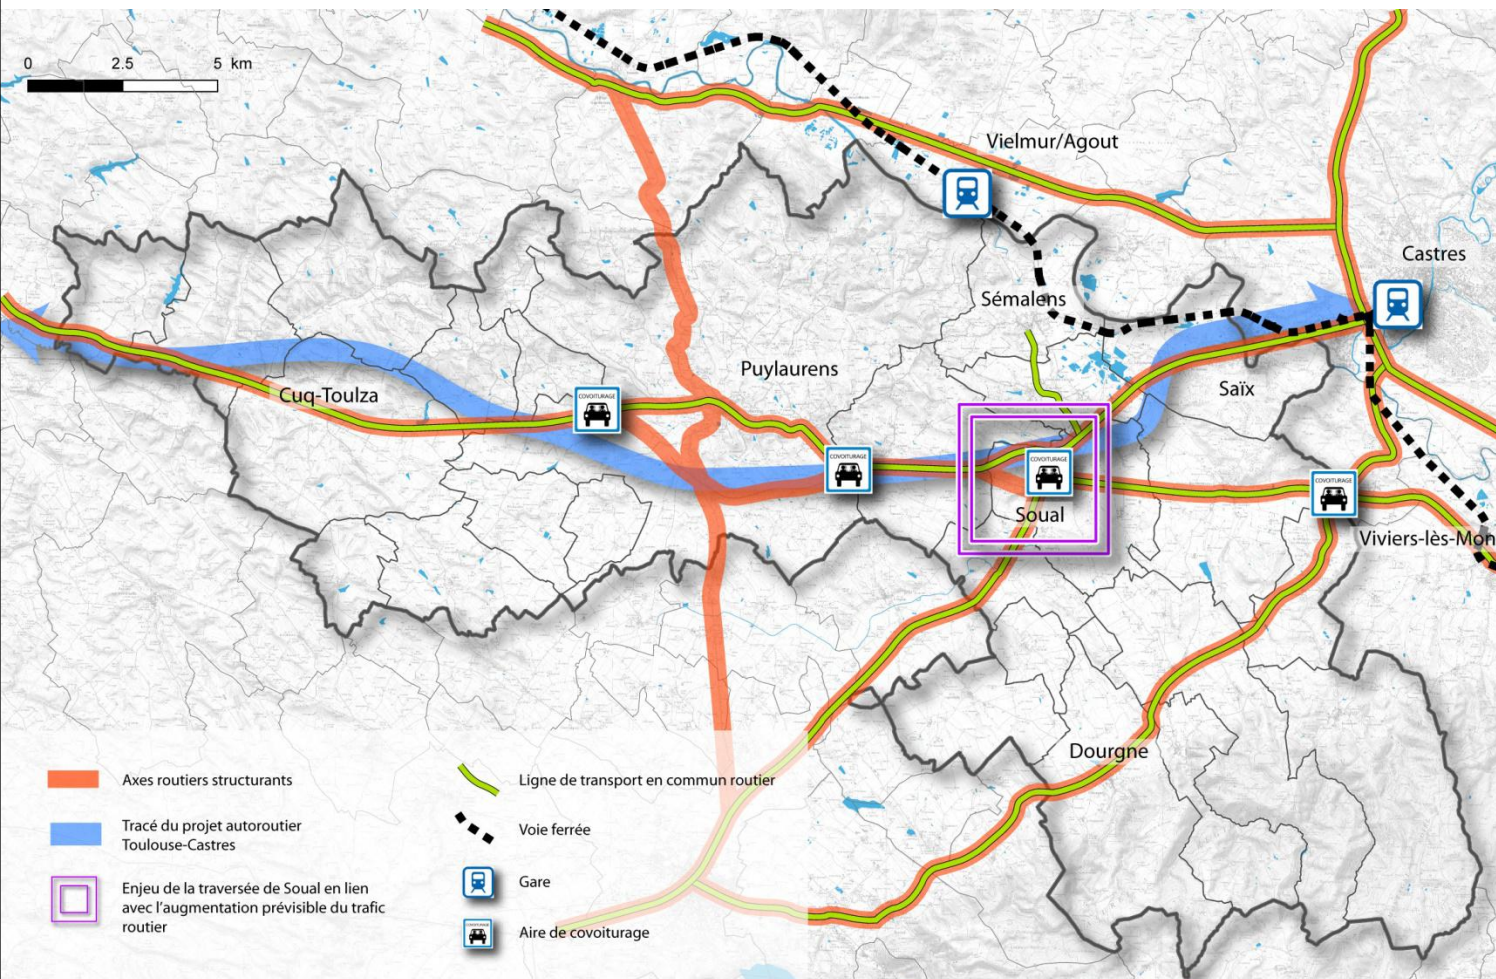 0 2.5 5 km
Vielmur/Agout
Castres
Sémalens
Puylaurens
Saïx
Cuq-Toulza
COVOITURAGE
COVOITURAGE
COVOITURAGE
COVOITURAGE
Soual
Viviers-lès-Mon
Dourgne
Axes routiers structurants
Tracé du projet autoroutier
Toulouse-Castres
Enjeu de la traversée de Soual en lien
avec l'augmentation prévisible du trafic
routier
Ligne de transport en commun routier
Voie ferrée
Gare
COVOITURAGE
Aire de covoiturage